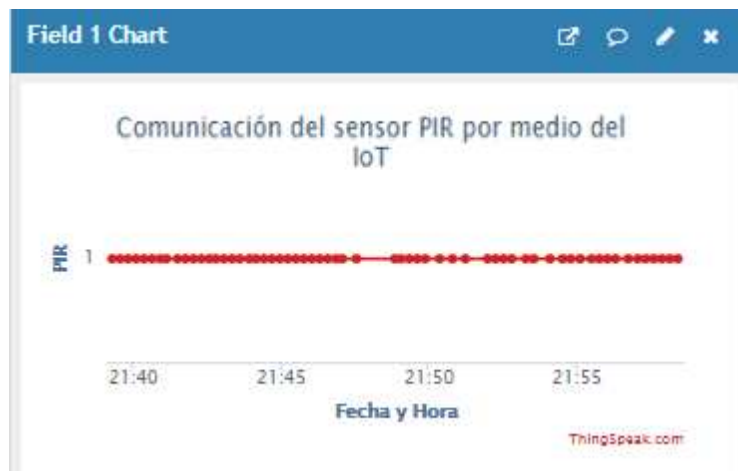 Field 1 Chart
Comunicación del sensor PIR por medio del
IoT
PIR
1
21:40 21:45 21:50 21:55
Fecha y Hora
ThingSpeak.com